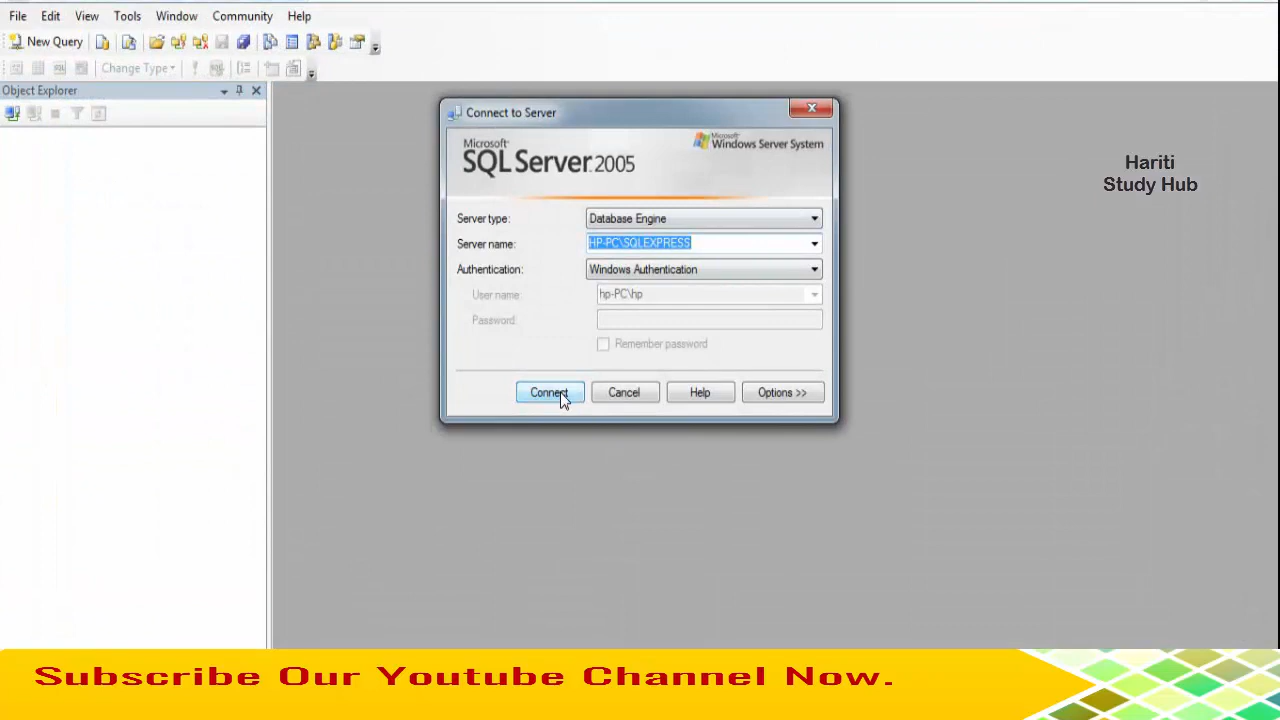 File Edit View Tools Window Community Help
New Query
Change Type
Object Explorer
Connect to Server
Microsoft
SQL Server 2005
Microsoft
Windows Server System
Hariti
Study Hub
Server type: Database Engine
Server name: HP-PC\SQLEXPRESS
Authentication: Windows Authentication
User name: hp-PC\hp
Password:
Remember password
Connect Cancel Help Options >>
Subscribe Our Youtube Channel Now.